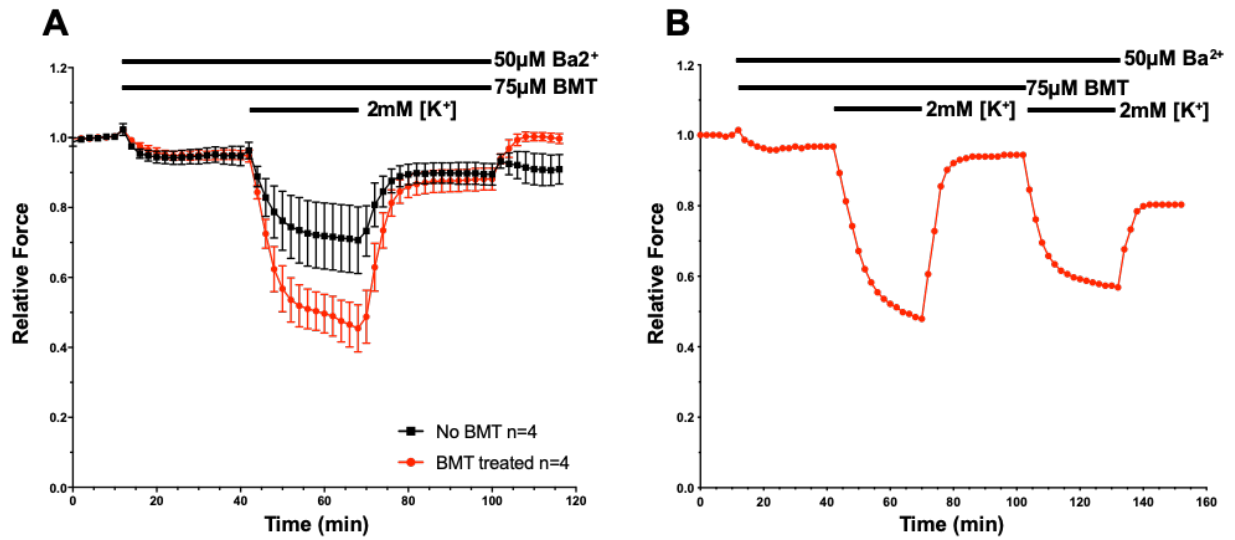 A
50µM Ba2⁺
75µM BMT
2mM [K⁺]
1.2
1.0
0.8
0.6
0.4
0.2
0.0
Relative Force
No BMT n=4
BMT treated n=4
0 20 40 60 80 100 120
Time (min)
B
50µM Ba²⁺
75µM BMT
2mM [K⁺] 2mM [K⁺]
1.2
1.0
0.8
0.6
0.4
0.2
0.0
Relative Force
0 20 40 60 80 100 120 140 160
Time (min)